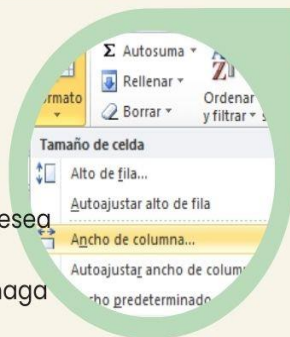 Σ Autosuma
Rellenar
Borrar
Ordenar
y filtrar
Tamaño de celda
Alto de fila...
Autoajustar alto de fila
Ancho de columna...
Autoajustar ancho de
predeterminado